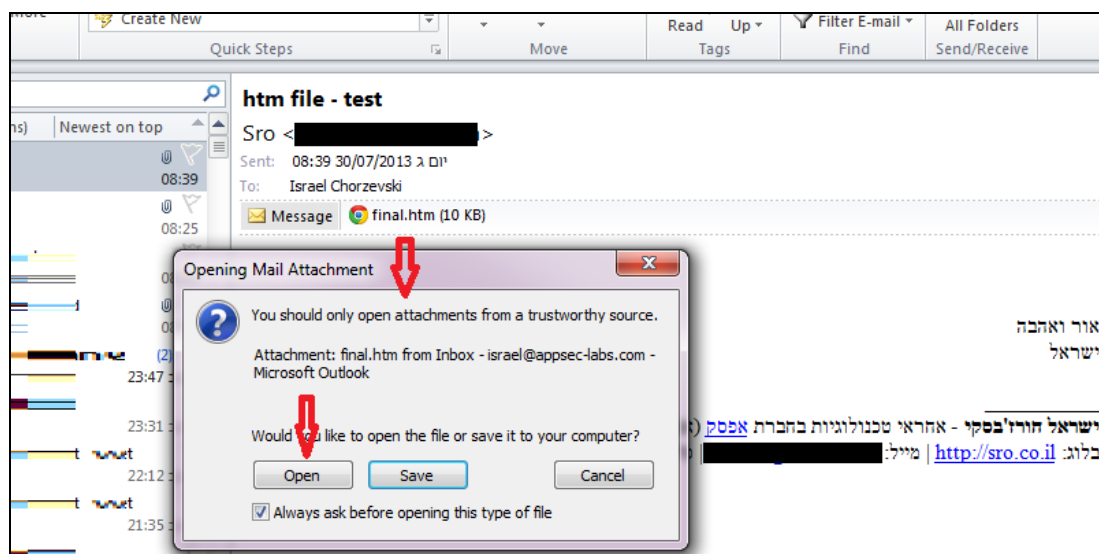 Create New
Read Up
Filter E-mail
All Folders
Quick Steps
Move
Tags
Find
Send/Receive
htm file - test
Newest on top
Sro < >
08:39
Sent: יום ג 30/07/2013 08:39
To: Israel Chorzevski
08:25
Message final.htm (10 KB)
Opening Mail Attachment
You should only open attachments from a trustworthy source.
Attachment: final.htm from Inbox - israel@appsec-labs.com -
Microsoft Outlook
Would you like to open the file or save it to your computer?
Open Save Cancel
Always ask before opening this type of file
(2)
23:47
23:31
22:12
21:35
אור ואהבה
ישראל
ישראל חורז'בסקי - אחראי טכנולוגיות בחברת אפסק
בלוג: http://sro.co.il | מייל: |